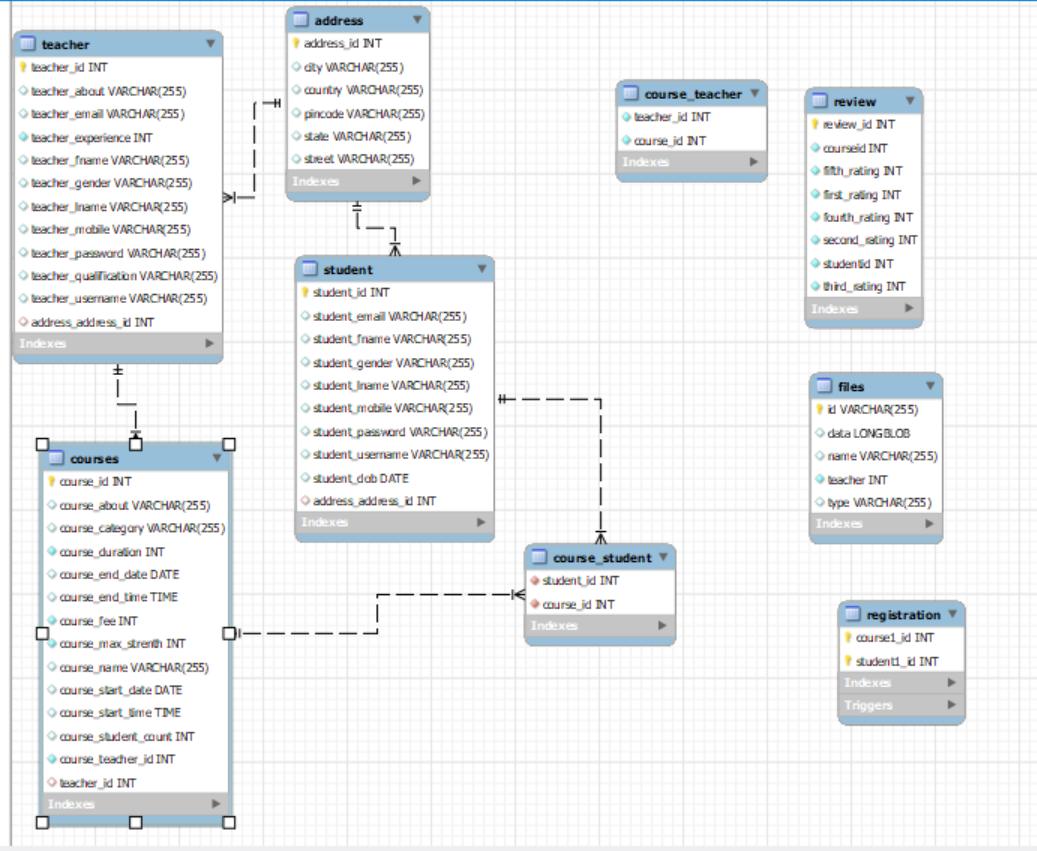 teacher
teacher_id INT
teacher_about VARCHAR(255)
teacher_email VARCHAR(255)
teacher_experience INT
teacher_fname VARCHAR(255)
teacher_gender VARCHAR(255)
teacher_lname VARCHAR(255)
teacher_mobile VARCHAR(255)
teacher_password VARCHAR(255)
teacher_qualification VARCHAR(255)
teacher_username VARCHAR(255)
address_address_id INT
Indexes
address
address_id INT
city VARCHAR(255)
country VARCHAR(255)
pincode VARCHAR(255)
state VARCHAR(255)
street VARCHAR(255)
Indexes
course_teacher
teacher_id INT
course_id INT
Indexes
review
review_id INT
courseid INT
fifth_rating INT
first_rating INT
fourth_rating INT
second_rating INT
studentid INT
third_rating INT
Indexes
student
student_id INT
student_email VARCHAR(255)
student_fname VARCHAR(255)
student_gender VARCHAR(255)
student_lname VARCHAR(255)
student_mobile VARCHAR(255)
student_password VARCHAR(255)
student_username VARCHAR(255)
student_dob DATE
address_address_id INT
Indexes
files
id VARCHAR(255)
data LONGBLOB
name VARCHAR(255)
teacher INT
type VARCHAR(255)
Indexes
courses
course_id INT
course_about VARCHAR(255)
course_category VARCHAR(255)
course_duration INT
course_end_date DATE
course_end_time TIME
course_fee INT
course_max_strenth INT
course_name VARCHAR(255)
course_start_date DATE
course_start_time TIME
course_student_count INT
course_teacher_id INT
teacher_id INT
Indexes
course_student
student_id INT
course_id INT
Indexes
registration
course1_id INT
student1_id INT
Indexes
Triggers